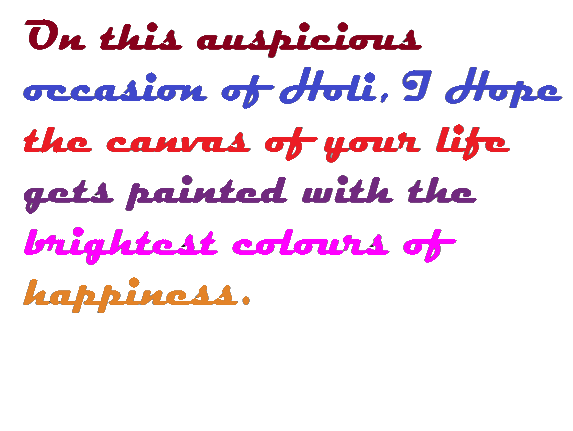 On this auspicious
occasion of Holi, I Hope
the canvas of your life
gets painted with the
brightest colours of
happiness.